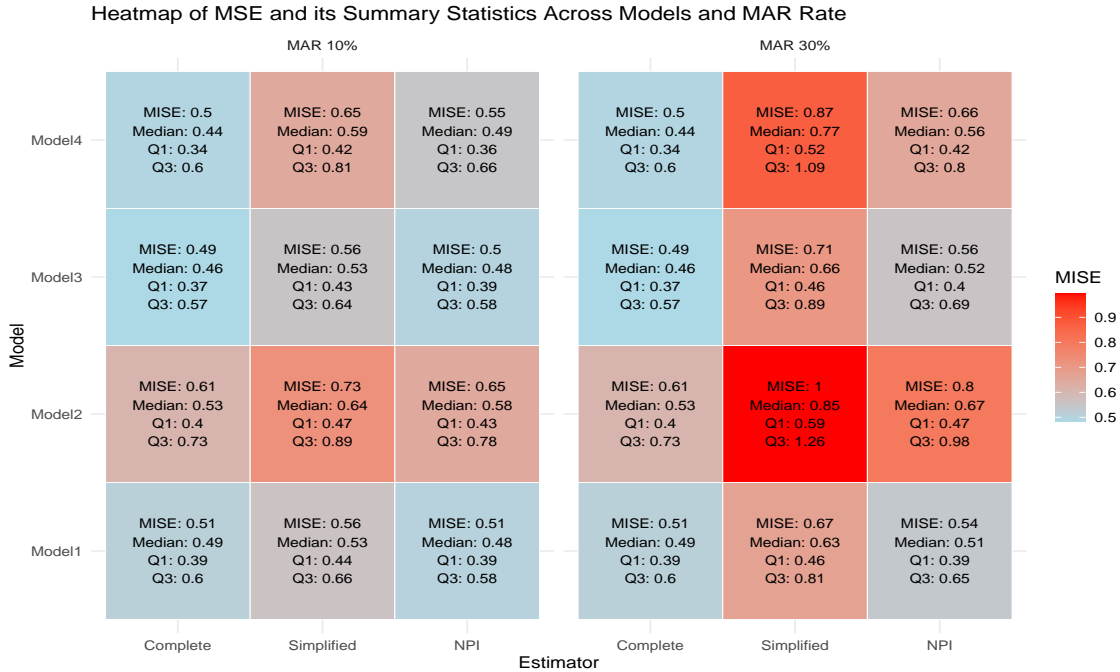 Heatmap of MSE and its Summary Statistics Across Models and MAR Rate
MAR 10%
MAR 30%
Model
Model4
MISE: 0.5
Median: 0.44
Q1: 0.34
Q3: 0.6
MISE: 0.65
Median: 0.59
Q1: 0.42
Q3: 0.81
MISE: 0.55
Median: 0.49
Q1: 0.36
Q3: 0.66
MISE: 0.5
Median: 0.44
Q1: 0.34
Q3: 0.6
MISE: 0.87
Median: 0.77
Q1: 0.52
Q3: 1.09
MISE: 0.66
Median: 0.56
Q1: 0.42
Q3: 0.8
Model3
MISE: 0.49
Median: 0.46
Q1: 0.37
Q3: 0.57
MISE: 0.56
Median: 0.53
Q1: 0.43
Q3: 0.64
MISE: 0.5
Median: 0.48
Q1: 0.39
Q3: 0.58
MISE: 0.49
Median: 0.46
Q1: 0.37
Q3: 0.57
MISE: 0.71
Median: 0.66
Q1: 0.46
Q3: 0.89
MISE: 0.56
Median: 0.52
Q1: 0.4
Q3: 0.69
Model2
MISE: 0.61
Median: 0.53
Q1: 0.4
Q3: 0.73
MISE: 0.73
Median: 0.64
Q1: 0.47
Q3: 0.89
MISE: 0.65
Median: 0.58
Q1: 0.43
Q3: 0.78
MISE: 0.61
Median: 0.53
Q1: 0.4
Q3: 0.73
MISE: 1
Median: 0.85
Q1: 0.59
Q3: 1.26
MISE: 0.8
Median: 0.67
Q1: 0.47
Q3: 0.98
Model1
MISE: 0.51
Median: 0.49
Q1: 0.39
Q3: 0.6
MISE: 0.56
Median: 0.53
Q1: 0.44
Q3: 0.66
MISE: 0.51
Median: 0.48
Q1: 0.39
Q3: 0.58
MISE: 0.51
Median: 0.49
Q1: 0.39
Q3: 0.6
MISE: 0.67
Median: 0.63
Q1: 0.46
Q3: 0.81
MISE: 0.54
Median: 0.51
Q1: 0.39
Q3: 0.65
Complete
Simplified
NPI
Complete
Simplified
NPI
Estimator
MISE
0.9
0.8
0.7
0.6
0.5